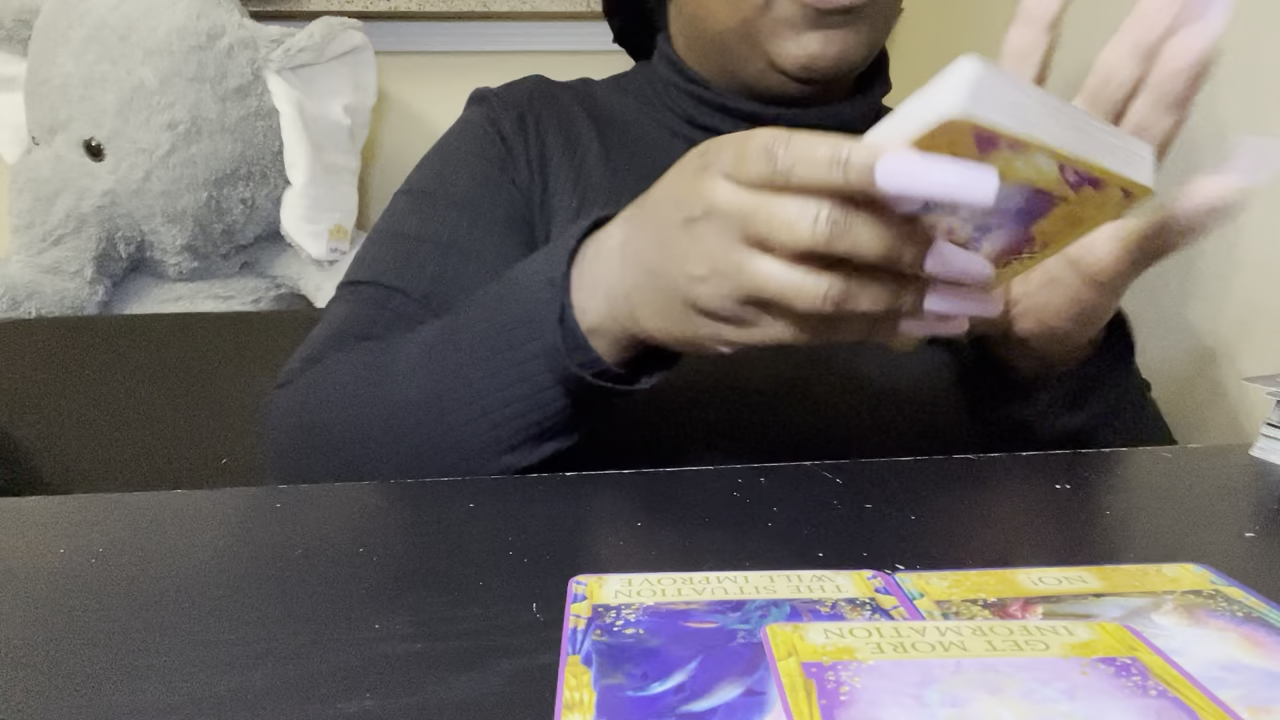 THE SITUATION
WILL IMPROVE
NO!
GET MORE
INFORMATION